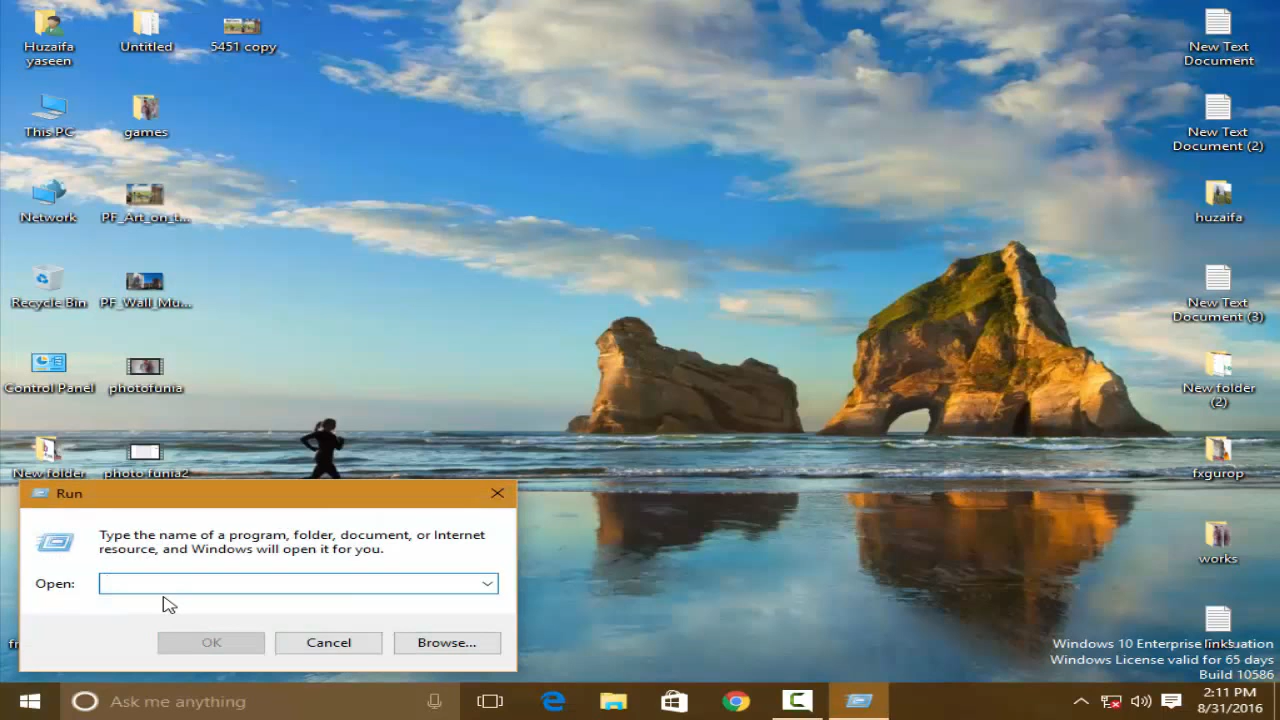 Huzaifa
yaseen
Untitled
5451 copy
This PC
games
Network
PF_Art_on_t...
Recycle Bin
PF_Wall_Mu...
Control Panel
photofunia
New folder
photo funia2
New Text
Document
New Text
Document (2)
huzaifa
New Text
Document (3)
New folder
(2)
fxgurop
works
links
Run
Type the name of a program, folder, document, or Internet
resource, and Windows will open it for you.
Open:
OK
Cancel
Browse...
Windows 10 Enterprise
Windows License valid for 65 days
Build 10586
Ask me anything
2:11 PM
8/31/2016